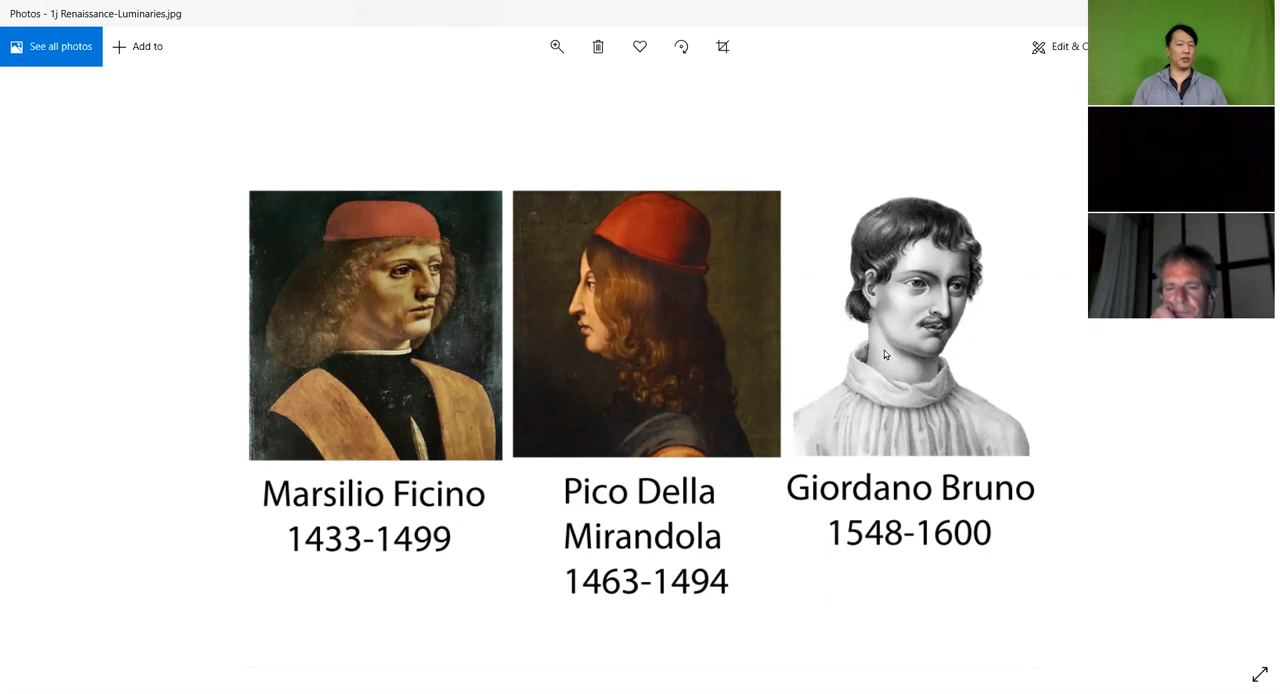 Photos - 1j Renaissance-Luminaries.jpg
See all photos
Add to
Edit & C
Marsilio Ficino
1433-1499
Pico Della
Mirandola
1463-1494
Giordano Bruno
1548-1600